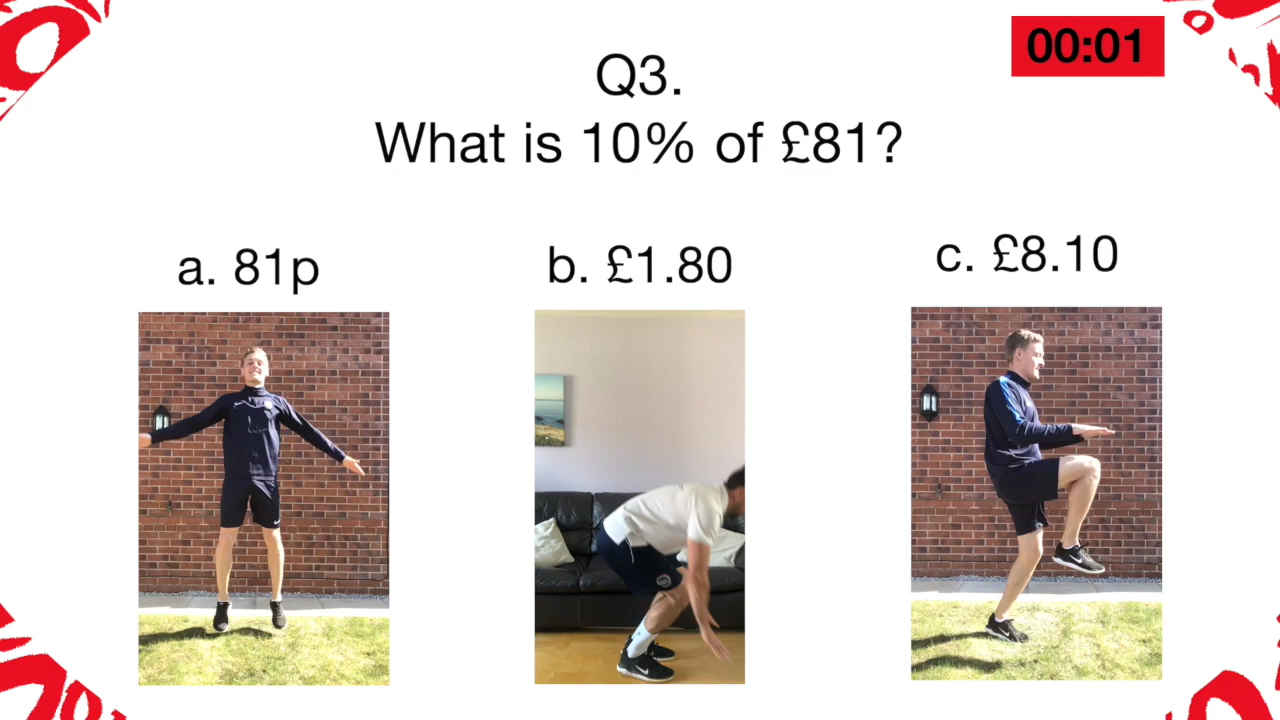 00:01
Q3.
What is 10% of £81?
a. 81p
b. £1.80
c. £8.10